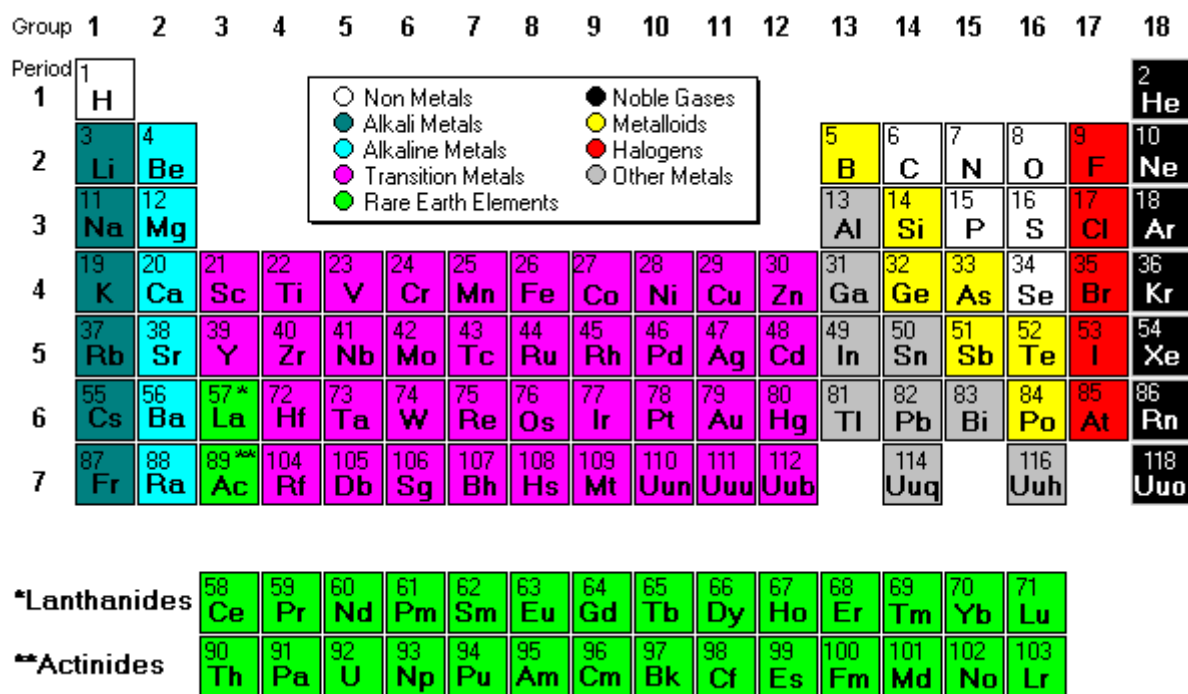 Group 1 2 3 4 5 6 7 8 9 10 11 12 13 14 15 16 17 18
Period
1 1 H 2 He
Non Metals Noble Gases
Alkali Metals Metalloids
Alkaline Metals Halogens
Transition Metals Other Metals
Rare Earth Elements
2 3 Li 4 Be 5 B 6 C 7 N 8 O 9 F 10 Ne
3 11 Na 12 Mg 13 Al 14 Si 15 P 16 S 17 Cl 18 Ar
4 19 K 20 Ca 21 Sc 22 Ti 23 V 24 Cr 25 Mn 26 Fe 27 Co 28 Ni 29 Cu 30 Zn 31 Ga 32 Ge 33 As 34 Se 35 Br 36 Kr
5 37 Rb 38 Sr 39 Y 40 Zr 41 Nb 42 Mo 43 Tc 44 Ru 45 Rh 46 Pd 47 Ag 48 Cd 49 In 50 Sn 51 Sb 52 Te 53 I 54 Xe
6 55 Cs 56 Ba 57 * La 72 Hf 73 Ta 74 W 75 Re 76 Os 77 Ir 78 Pt 79 Au 80 Hg 81 Tl 82 Pb 83 Bi 84 Po 85 At 86 Rn
7 87 Fr 88 Ra 89 ** Ac 104 Rf 105 Db 106 Sg 107 Bh 108 Hs 109 Mt 110 Uun 111 Uuu 112 Uub 114 Uuq 116 Uuh 118 Uuo
*Lanthanides 58 Ce 59 Pr 60 Nd 61 Pm 62 Sm 63 Eu 64 Gd 65 Tb 66 Dy 67 Ho 68 Er 69 Tm 70 Yb 71 Lu
**Actinides 90 Th 91 Pa 92 U 93 Np 94 Pu 95 Am 96 Cm 97 Bk 98 Cf 99 Es 100 Fm 101 Md 102 No 103 Lr